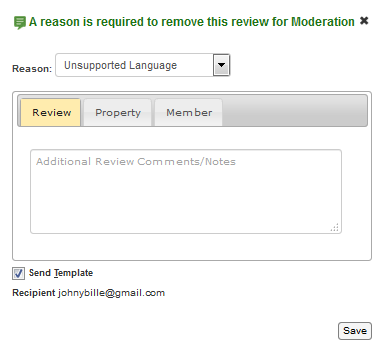 A reason is required to remove this review for Moderation ✖
Reason: Unsupported Language
Review Property Member
Additional Review Comments/Notes
Send Template
Recipient johnybille@gmail.com
Save